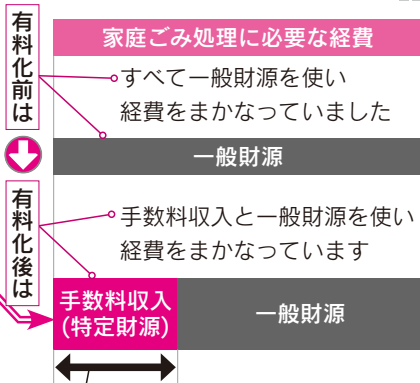 有料化前は
家庭ごみ処理に必要な経費
すべて一般財源を使い
経費をまかなっていました
一般財源
有料化後は
手数料収入と一般財源を使い
経費をまかなっています
手数料収入
(特定財源)
一般財源